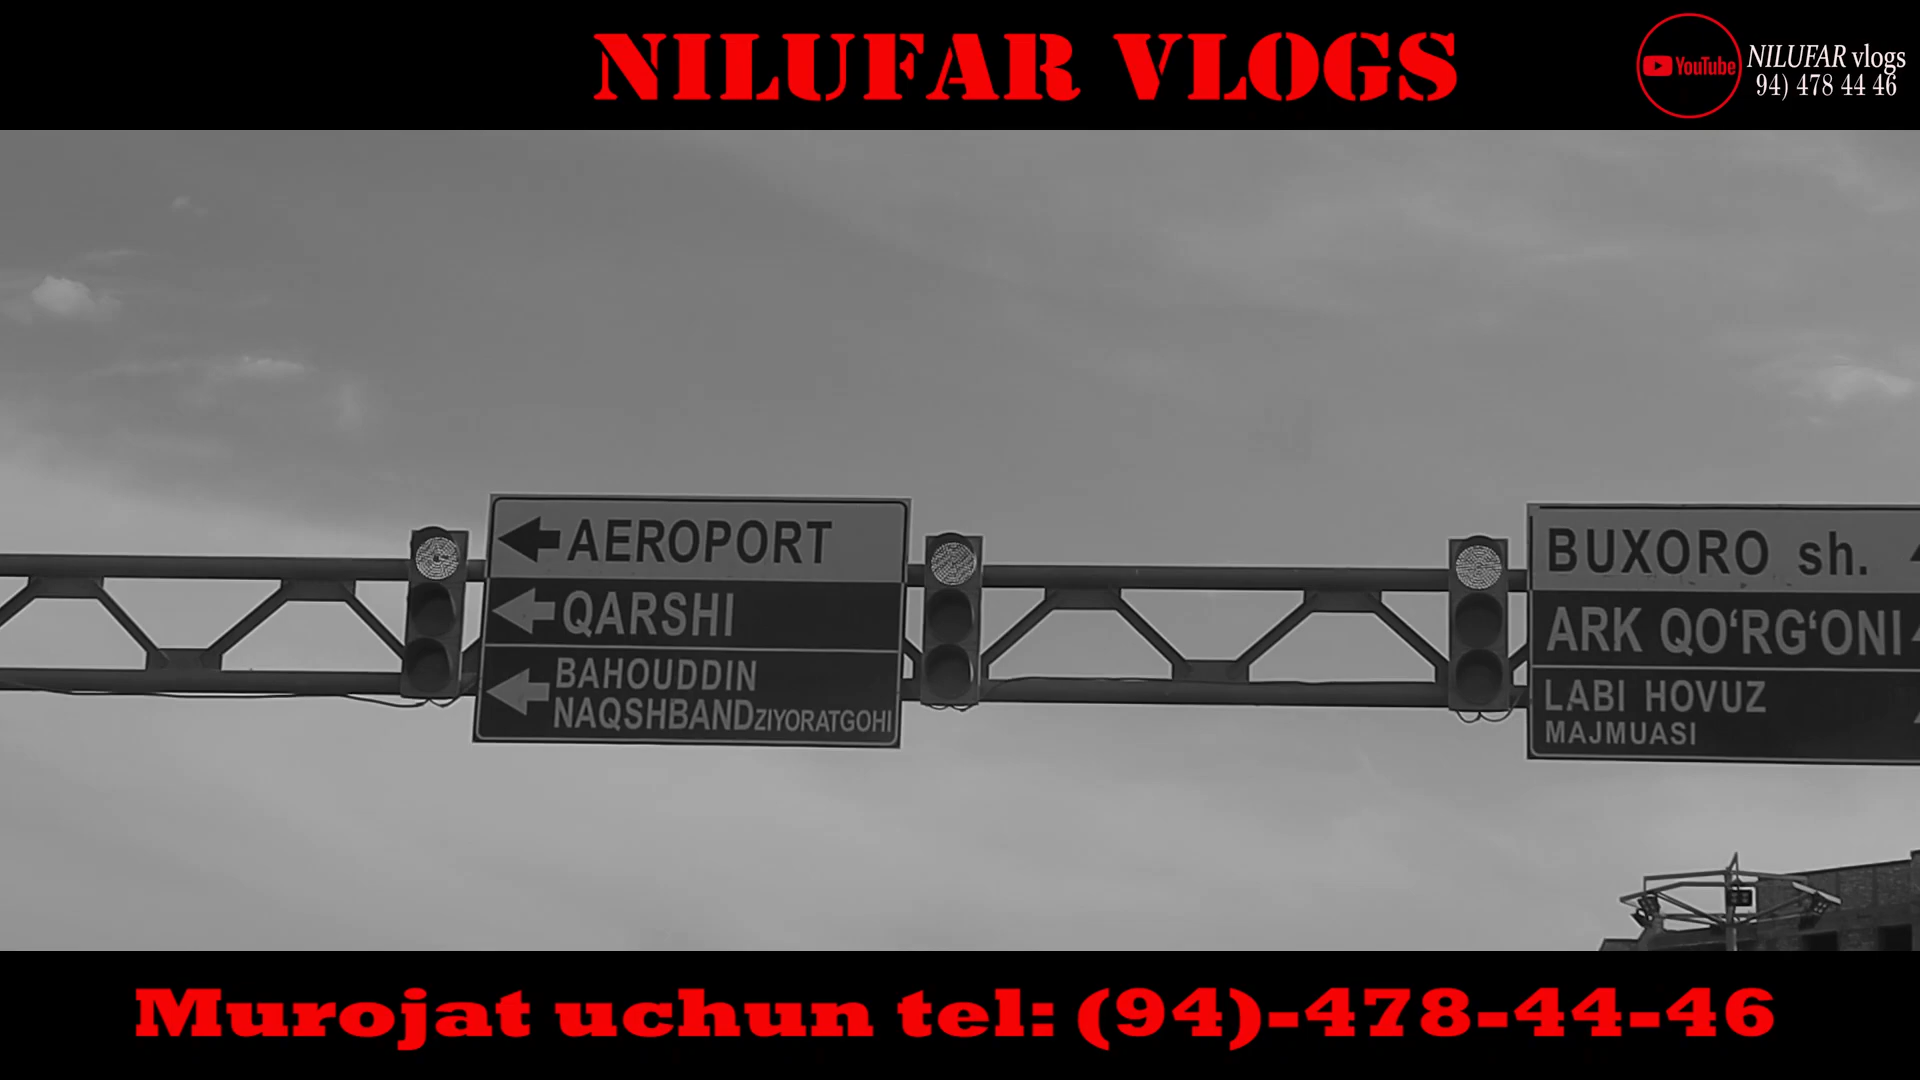 NILUFAR VLOGS
YouTube
NILUFAR vlogs
94) 478 44 46
AEROPORT
QARSHI
BAHOUDDIN
NAQSHBAND ZIYORATGOHI
BUXORO sh.
ARK QO‘RG‘ONI
LABI HOVUZ
MAJMUASI
Murojat uchun tel: (94)-478-44-46